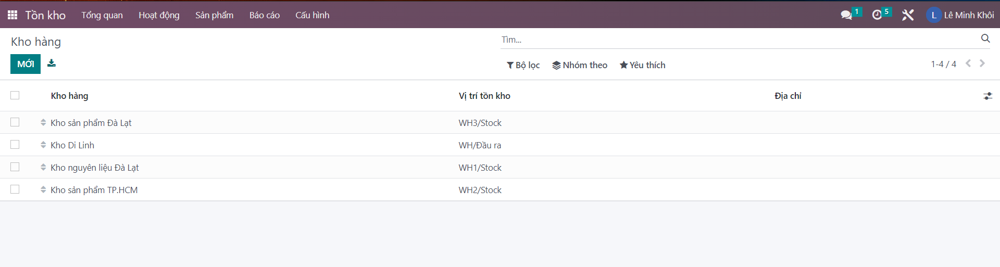 Tồn kho Tổng quan Hoạt động Sản phẩm Báo cáo Cấu hình 1 5 L Lê Minh Khôi
Kho hàng
Tìm...
MỚI
Bộ lọc Nhóm theo Yêu thích 1-4 / 4
Kho hàng Vị trí tồn kho Địa chỉ
Kho sản phẩm Đà Lạt WH3/Stock
Kho Di Linh WH/Đầu ra
Kho nguyên liệu Đà Lạt WH1/Stock
Kho sản phẩm TP.HCM WH2/Stock